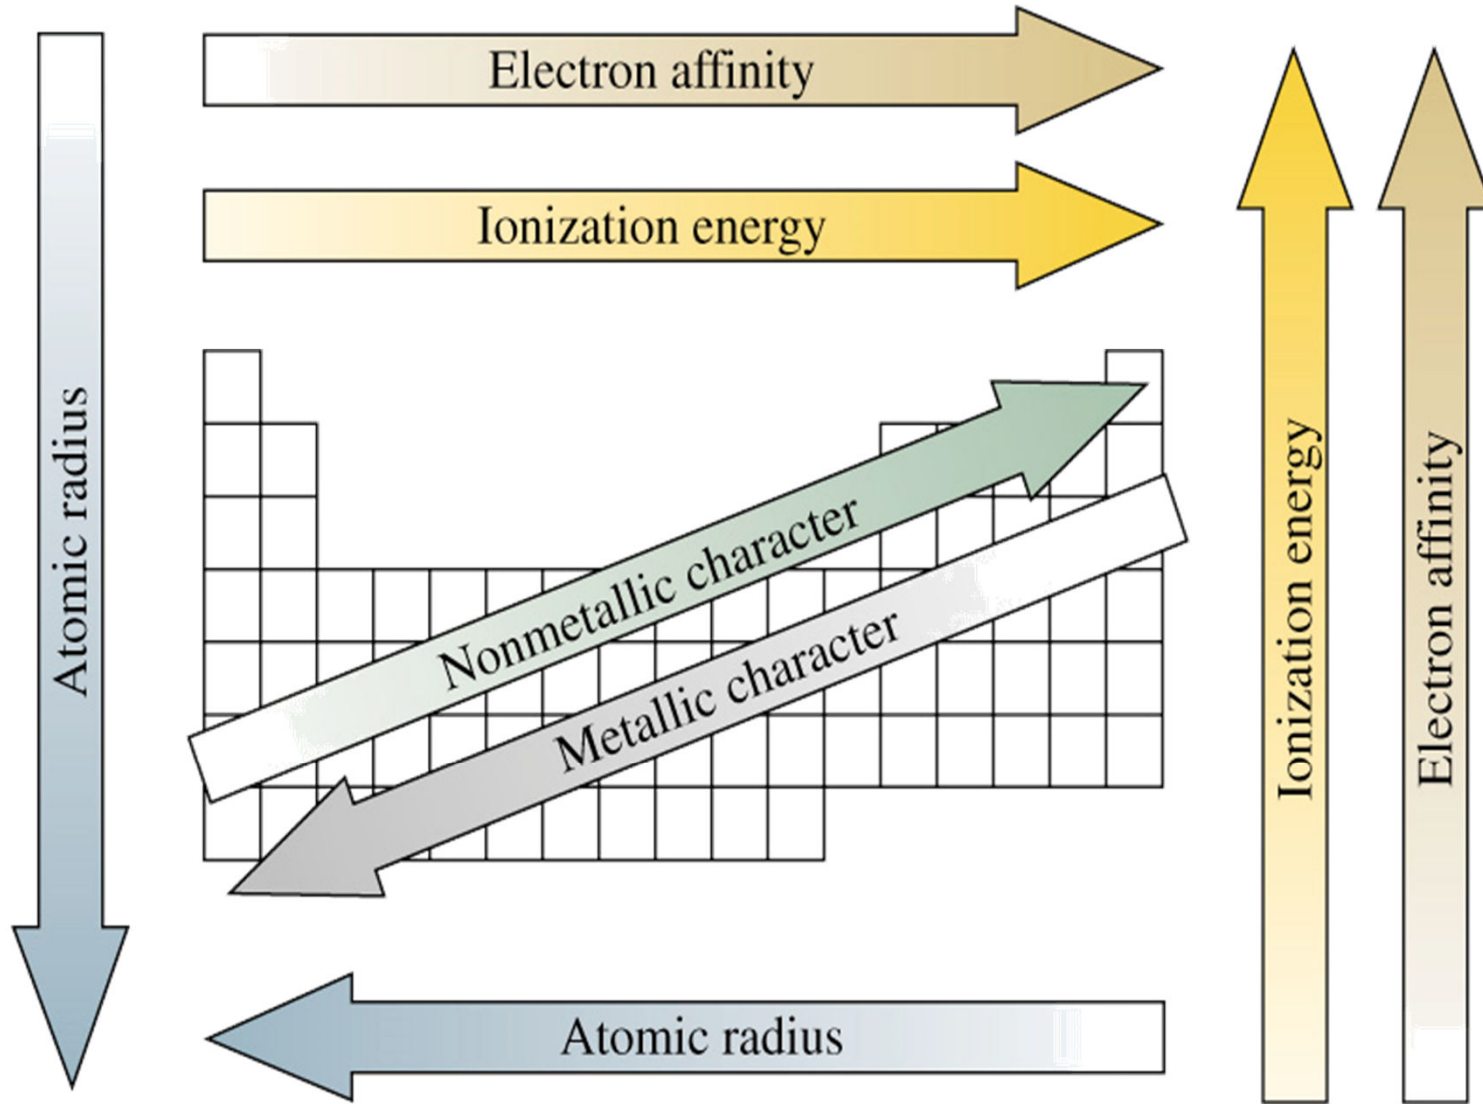 Electron affinity
Ionization energy
Atomic radius
Nonmetallic character
Metallic character
Ionization energy
Electron affinity
Atomic radius